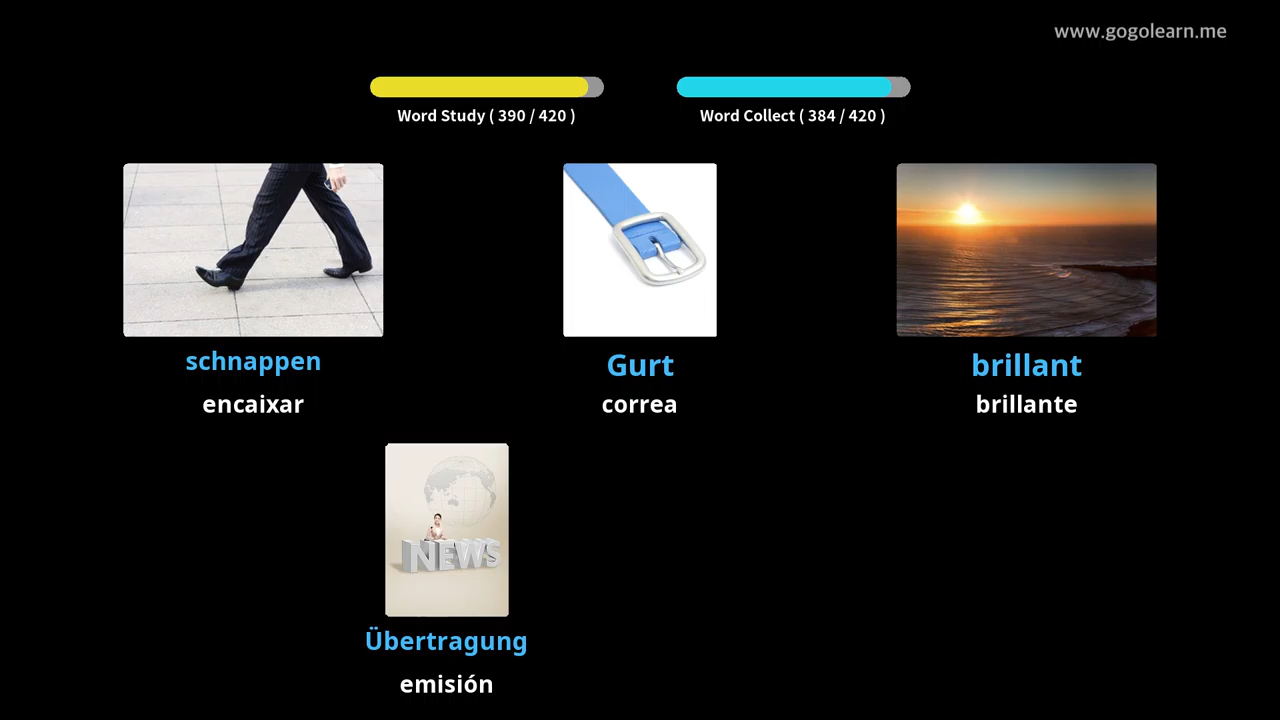 www.gogolearn.me
Word Study ( 390 / 420 )
Word Collect ( 384 / 420 )
schnappen
encaixar
Gurt
correa
brillant
brillante
NEWS
Übertragung
emisión